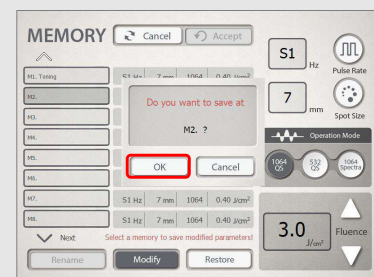 MEMORY
Cancel
Accept
S1 Hz
Pulse Rate
M1. Toning
S1 Hz 7 mm 1064 0.40 J/cm²
M2.
Do you want to save at
M2. ?
7 mm
Spot Size
M3.
M4.
Operation Mode
M5.
OK
Cancel
1064 QS
532 QS
1064 Spectra
M6.
M7.
S1 Hz 7 mm 1064 0.40 J/cm²
M8.
S1 Hz 7 mm 1064 0.40 J/cm²
3.0 J/cm²
Fluence
Next
Select a memory to save modified parameters!
Rename
Modify
Restore